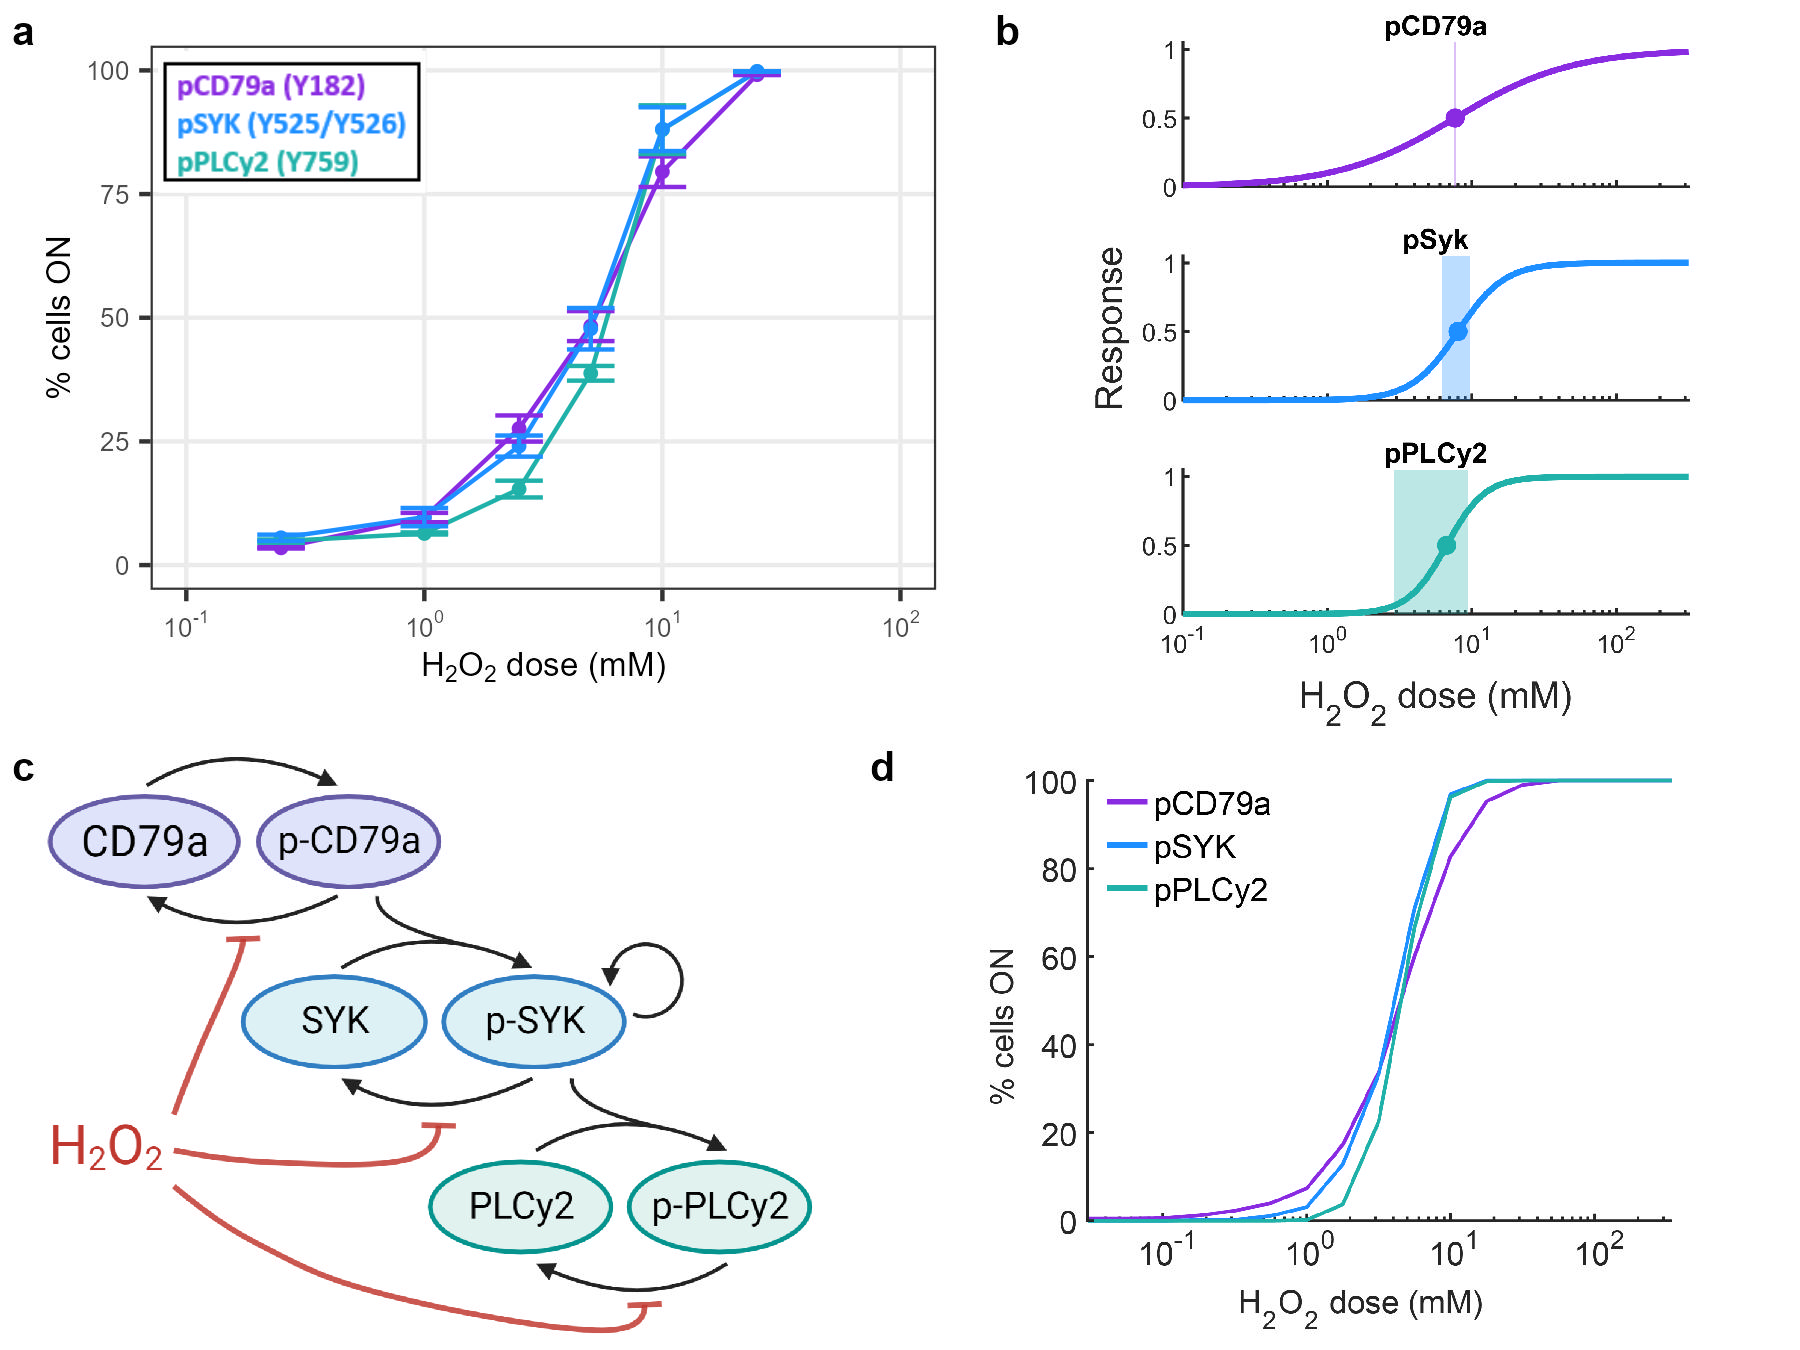 a
pCD79a (Y182)
pSYK (Y525/Y526)
pPLCy2 (Y759)
100
75
50
25
0
% cells ON
10⁻¹
10⁰
10¹
10²
H₂O₂ dose (mM)
b
pCD79a
1
0.5
0
pSyk
1
0.5
0
pPLCy2
1
0.5
0
Response
10⁻¹
10⁰
10¹
10²
H₂O₂ dose (mM)
c
CD79a
p-CD79a
SYK
p-SYK
H₂O₂
PLCy2
p-PLCy2
d
pCD79a
pSYK
pPLCy2
100
80
60
40
20
0
% cells ON
10⁻¹
10⁰
10¹
10²
H₂O₂ dose (mM)